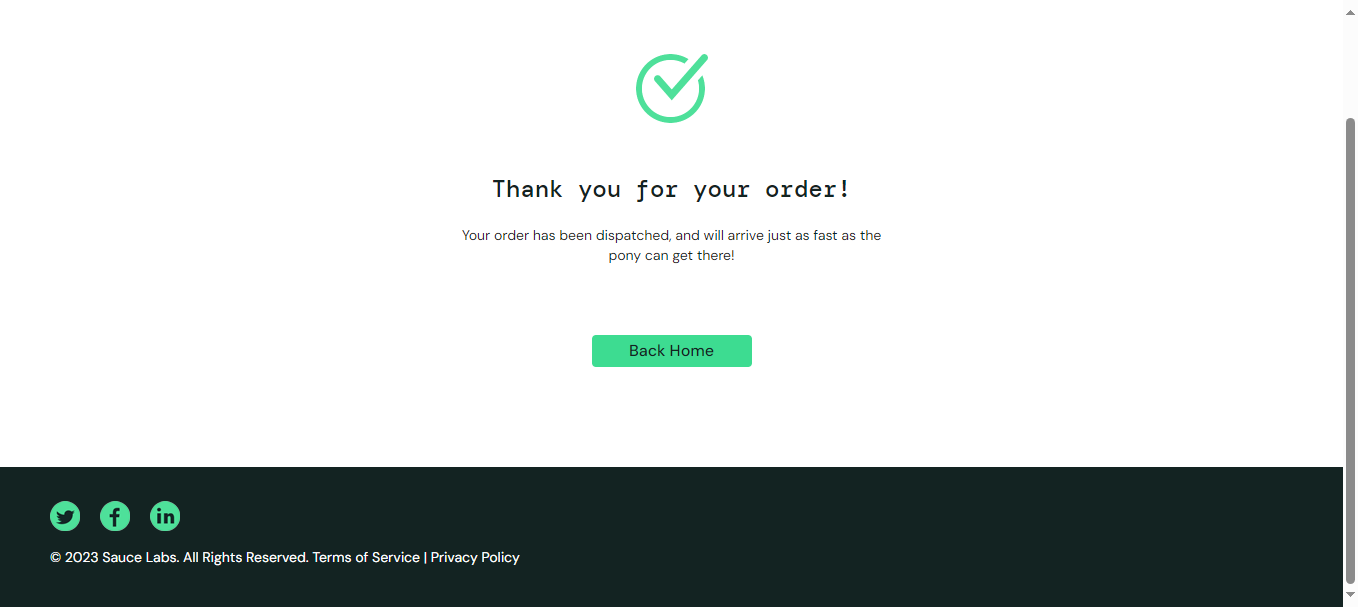 Thank you for your order!
Your order has been dispatched, and will arrive just as fast as the
pony can get there!
Back Home
© 2023 Sauce Labs. All Rights Reserved. Terms of Service | Privacy Policy